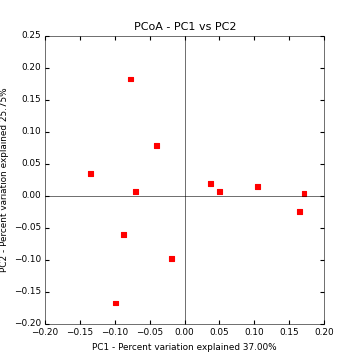 PCoA - PC1 vs PC2
0.25
0.20
0.15
0.10
0.05
0.00
−0.05
−0.10
−0.15
−0.20
PC2 - Percent variation explained 25.75%
−0.20 −0.15 −0.10 −0.05 0.00 0.05 0.10 0.15 0.20
PC1 - Percent variation explained 37.00%